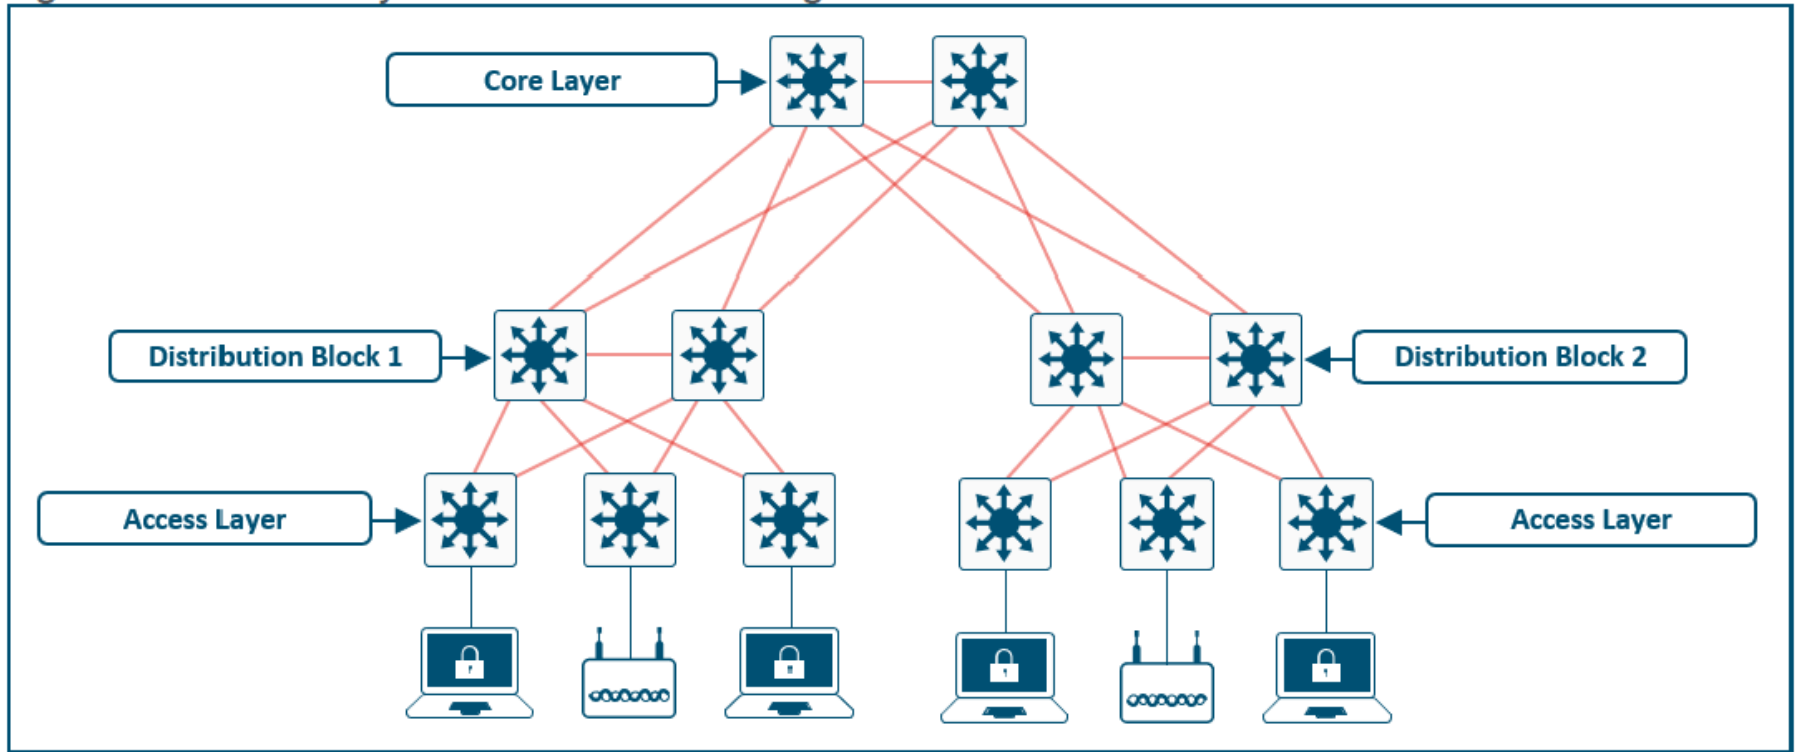 Core Layer
Distribution Block 1
Distribution Block 2
Access Layer
Access Layer